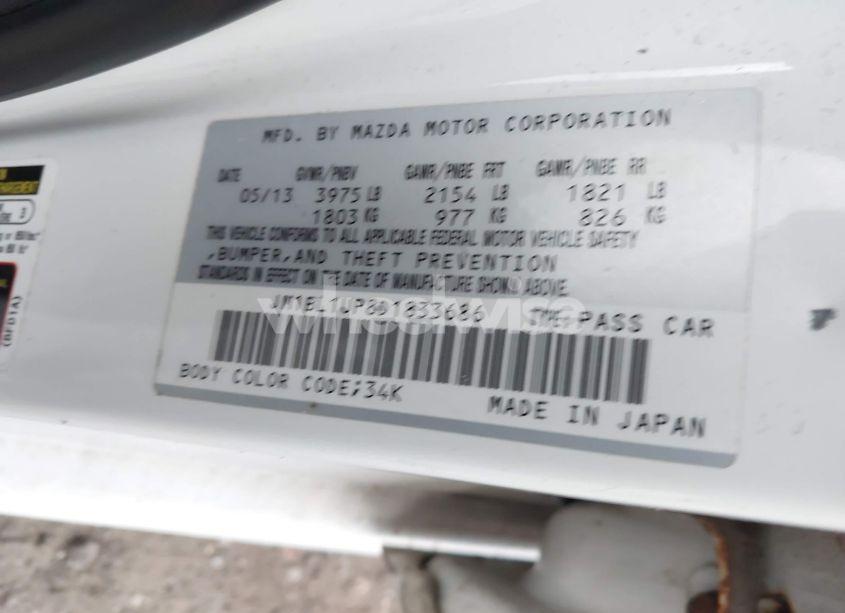 MFD. BY MAZDA MOTOR CORPORATION
DATE GVWR/PNBV GAWR/PNBE FRT GAWR/PNBE RR
05/13 3975 LB 2154 LB 1821 LB
1803 KG 977 KG 826 KG
THIS VEHICLE CONFORMS TO ALL APPLICABLE FEDERAL MOTOR VEHICLE SAFETY
,BUMPER,AND THEFT PREVENTION
STANDARDS IN EFFECT ON THE DATE OF MANUFACTURE SHOWN ABOVE.
JM1BL1UP8D1833686 TYPE: PASS CAR
BODY COLOR CODE;34K
MADE IN JAPAN
(BF01A)